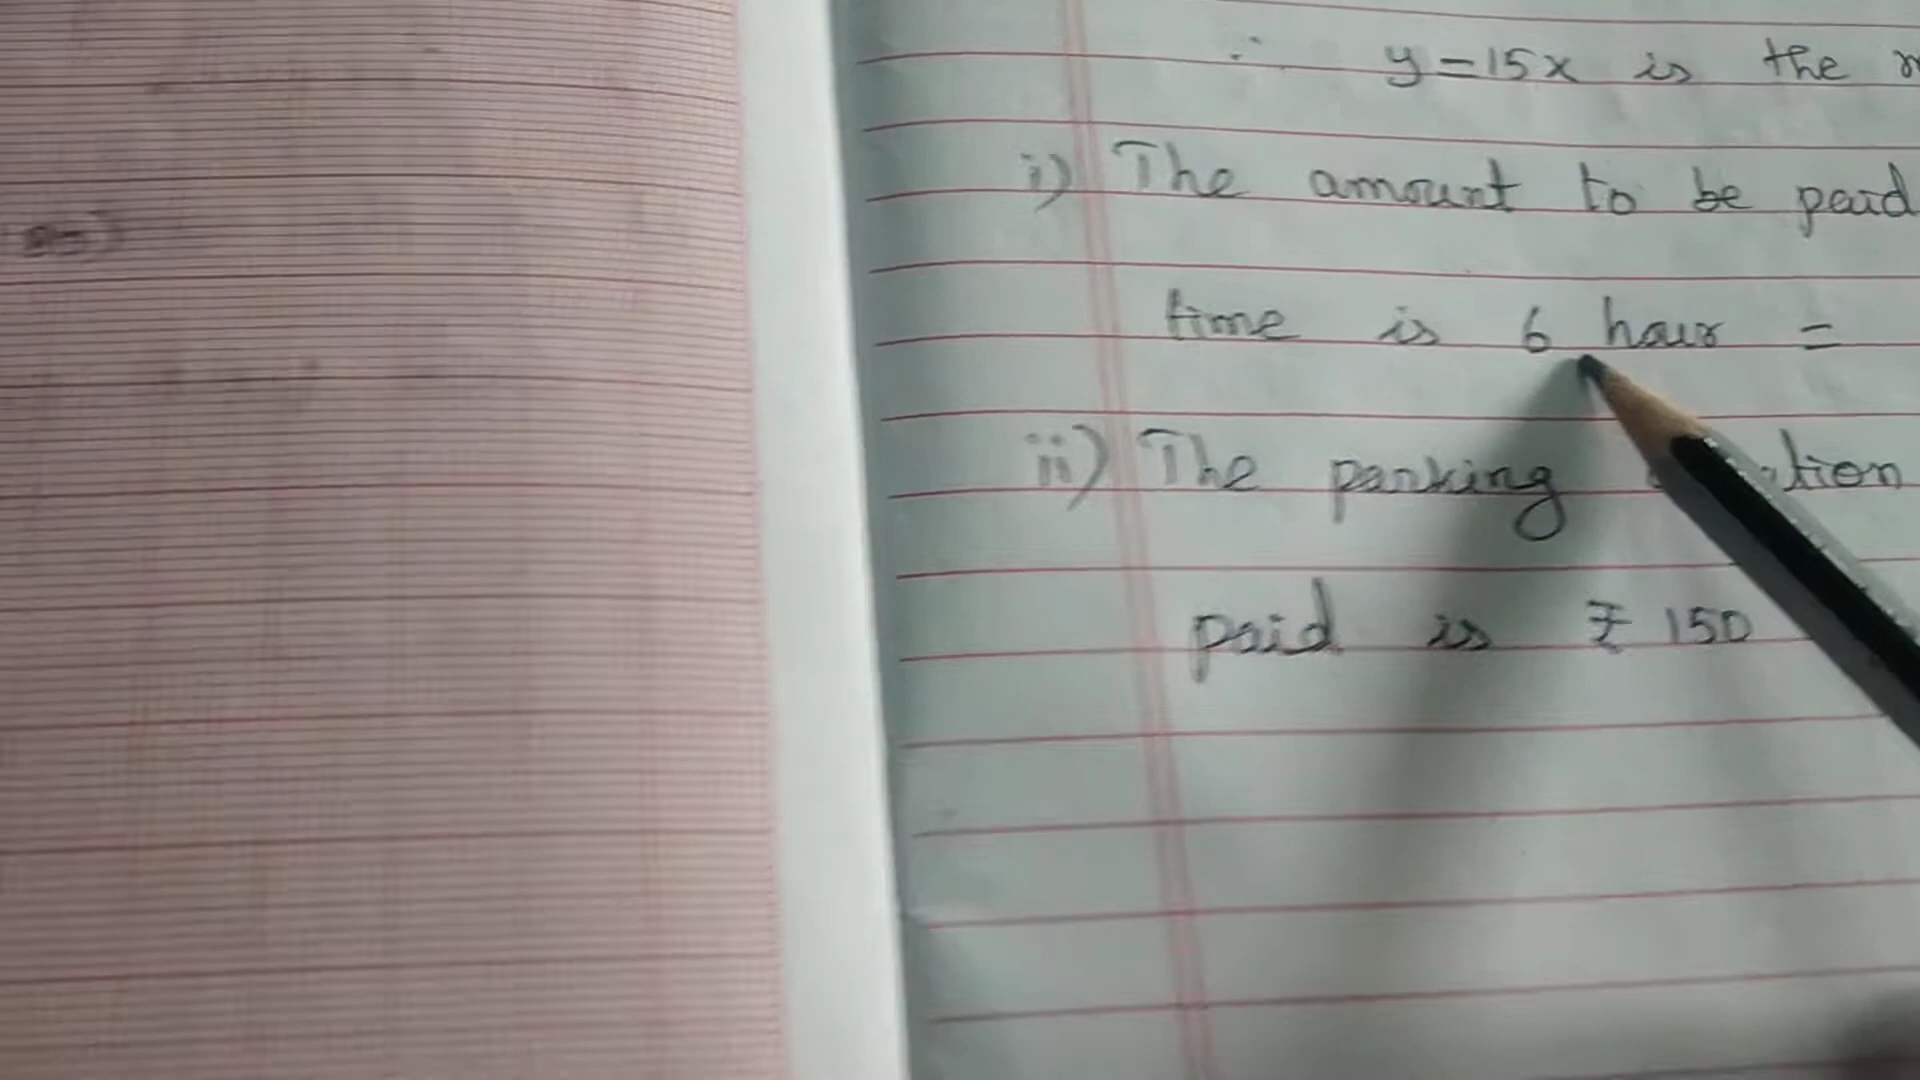 ∴ y=15x is the
i) The amount to be paid
time is 6 hour =
ii) The parking
paid is ₹ 150